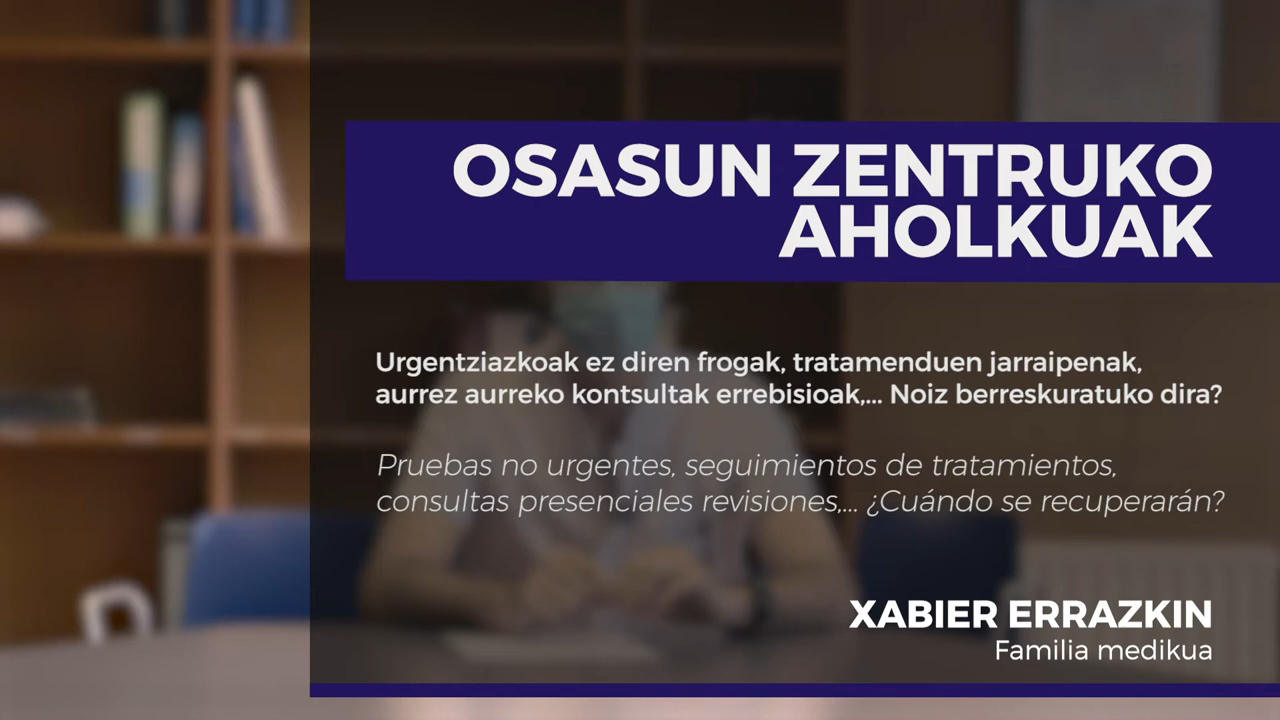 OSASUN ZENTRUKO
AHOLKUAK
Urgentziazkoak ez diren frogak, tratamenduen jarraipenak,
aurrez aurreko kontsultak errebisioak,... Noiz berreskuratuko dira?
Pruebas no urgentes, seguimientos de tratamientos,
consultas presenciales revisiones,... ¿Cuándo se recuperarán?
XABIER ERRAZKIN
Familia medikua